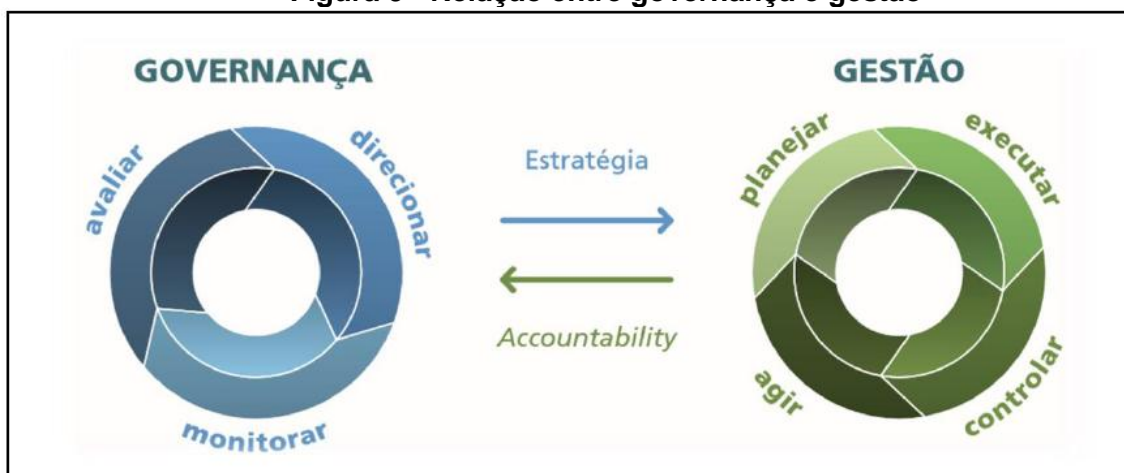 GOVERNANÇA
GESTÃO
avaliar
direcionar
monitorar
Estratégia
Accountability
planejar
executar
controlar
agir